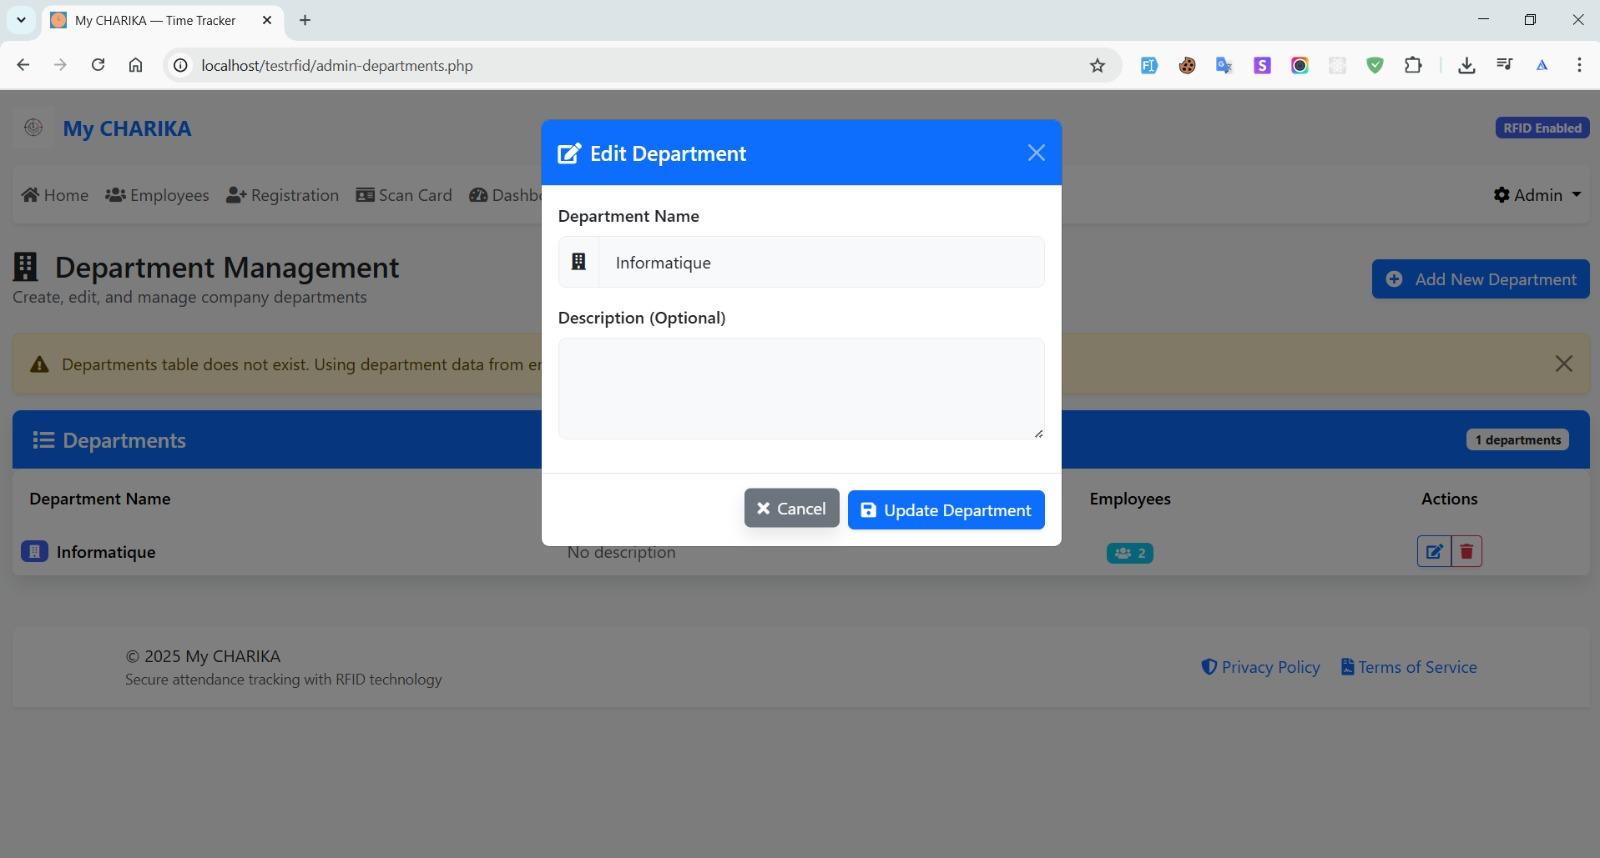 My CHARIKA — Time Tracker
localhost/testrfid/admin-departments.php
My CHARIKA
RFID Enabled
Home
Employees
Registration
Scan Card
Admin
Edit Department
Department Name
Informatique
Description (Optional)
Cancel
Update Department
Department Management
Create, edit, and manage company departments
Add New Department
Departments table does not exist. Using department data from
Departments
1 departments
Department Name
Employees
Actions
Informatique
No description
2
© 2025 My CHARIKA
Secure attendance tracking with RFID technology
Privacy Policy
Terms of Service